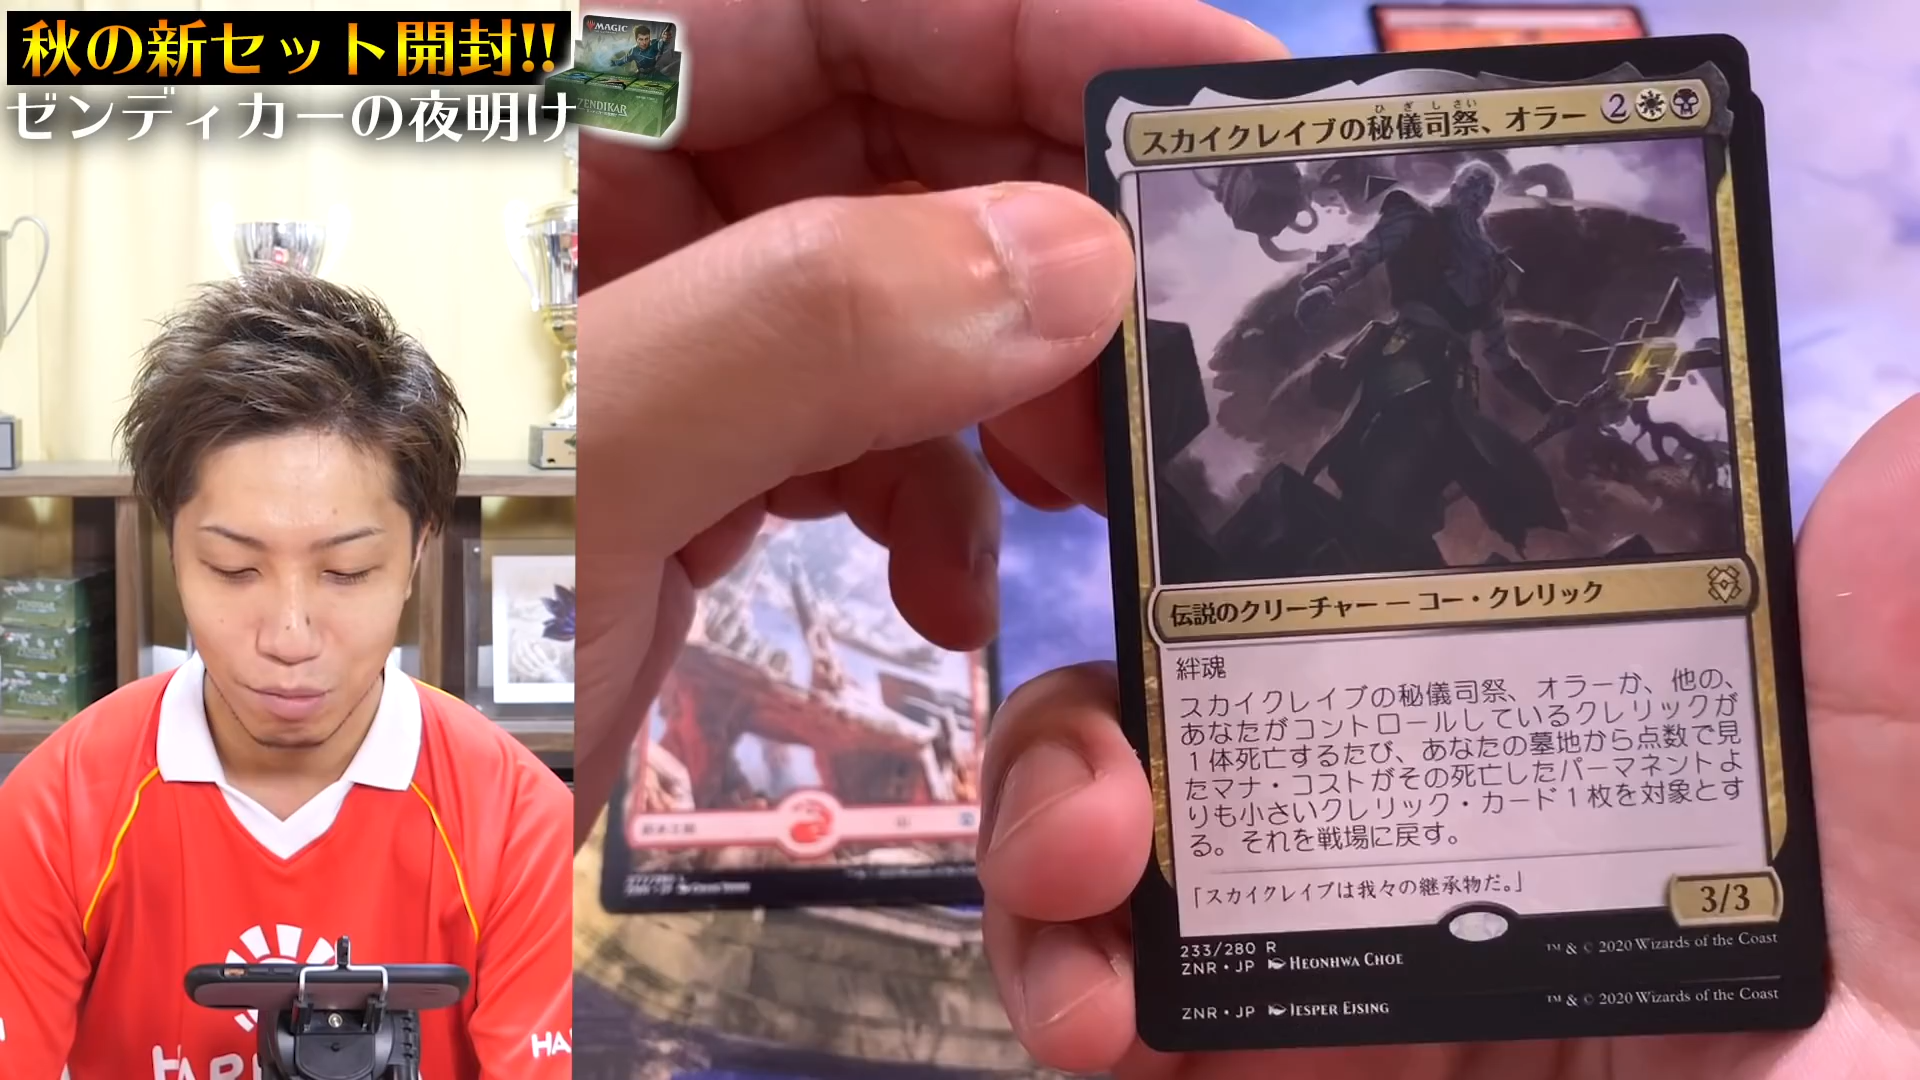 秋の新セット開封!!
ゼンディカーの夜明け
MAGIC
ZENDIKAR
スカイクレイブの秘儀司祭、オラー 2
ひぎしさい
伝説のクリーチャー — コー・クレリック
絆魂
スカイクレイブの秘儀司祭、オラーか、他の、
あなたがコントロールしているクレリックが
1体死亡するたび、あなたの墓地から点数で見
たマナ・コストがその死亡したパーマネントよ
りも小さいクレリック・カード1枚を対象とす
る。それを戦場に戻す。
「スカイクレイブは我々の継承物だ。」
3/3
233/280 R
ZNR • JP HEONHWA CHOE
™ & © 2020 Wizards of the Coast
ZNR • JP JESPER EJSING
™ & © 2020 Wizards of the Coast
HA